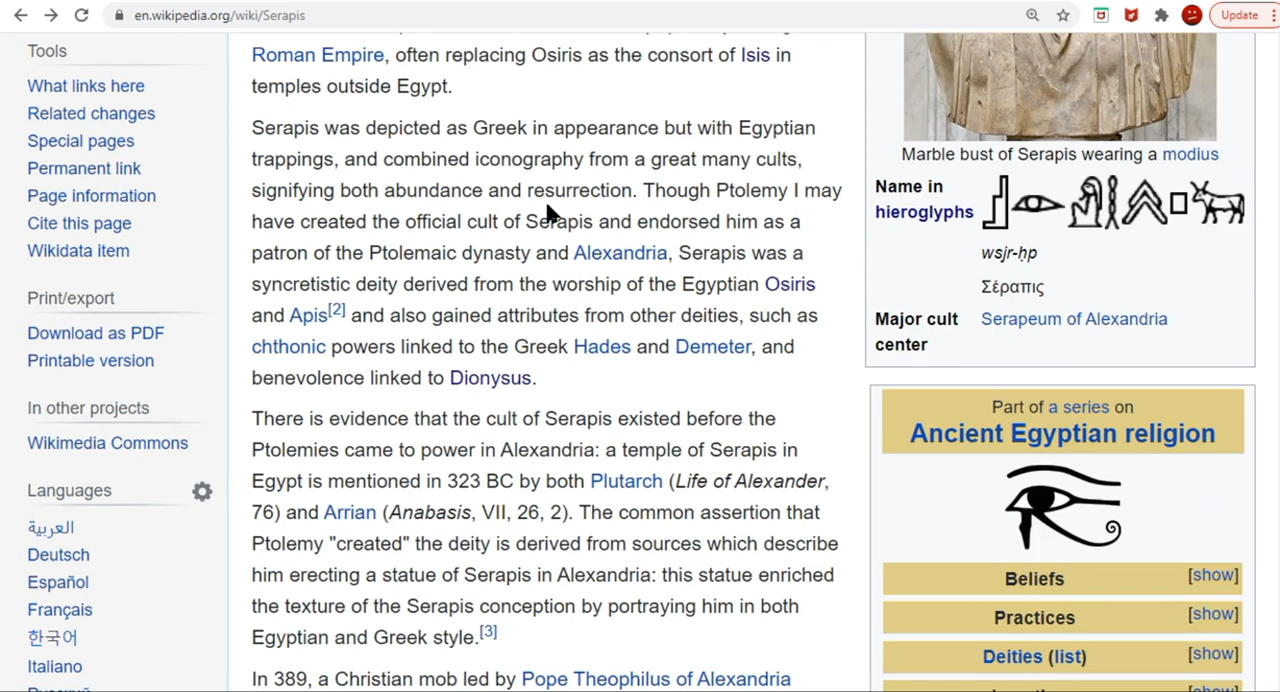 en.wikipedia.org/wiki/Serapis
Update
Tools
What links here
Related changes
Special pages
Permanent link
Page information
Cite this page
Wikidata item
Print/export
Download as PDF
Printable version
In other projects
Wikimedia Commons
Languages
العربية
Deutsch
Español
Français
한국어
Italiano
Roman Empire, often replacing Osiris as the consort of Isis in
temples outside Egypt.
Serapis was depicted as Greek in appearance but with Egyptian
trappings, and combined iconography from a great many cults,
signifying both abundance and resurrection. Though Ptolemy I may
have created the official cult of Serapis and endorsed him as a
patron of the Ptolemaic dynasty and Alexandria, Serapis was a
syncretistic deity derived from the worship of the Egyptian Osiris
and Apis[2] and also gained attributes from other deities, such as
chthonic powers linked to the Greek Hades and Demeter, and
benevolence linked to Dionysus.
There is evidence that the cult of Serapis existed before the
Ptolemies came to power in Alexandria: a temple of Serapis in
Egypt is mentioned in 323 BC by both Plutarch (Life of Alexander,
76) and Arrian (Anabasis, VII, 26, 2). The common assertion that
Ptolemy "created" the deity is derived from sources which describe
him erecting a statue of Serapis in Alexandria: this statue enriched
the texture of the Serapis conception by portraying him in both
Egyptian and Greek style.[3]
In 389, a Christian mob led by Pope Theophilus of Alexandria
Marble bust of Serapis wearing a modius
Name in
hieroglyphs
wsjr-ḥp
Σέραπις
Major cult Serapeum of Alexandria
center
Part of a series on
Ancient Egyptian religion
Beliefs [show]
Practices [show]
Deities (list) [show]